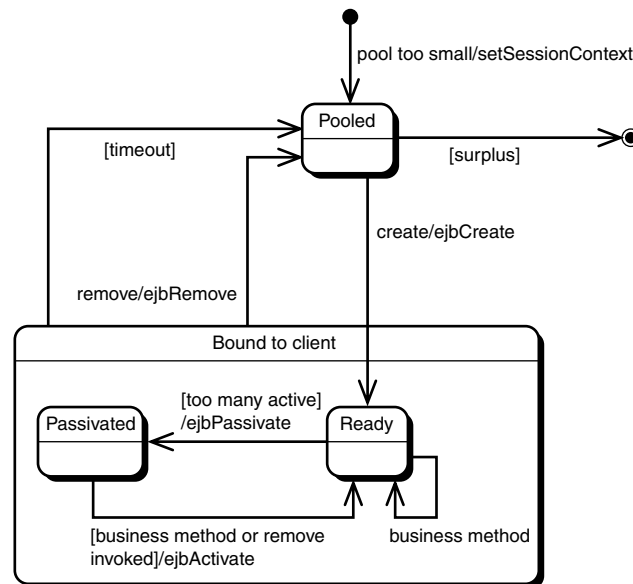 pool too small/setSessionContext
Pooled
[timeout]
[surplus]
create/ejbCreate
remove/ejbRemove
Bound to client
[too many active]
/ejbPassivate
Passivated
Ready
[business method or remove
invoked]/ejbActivate
business method